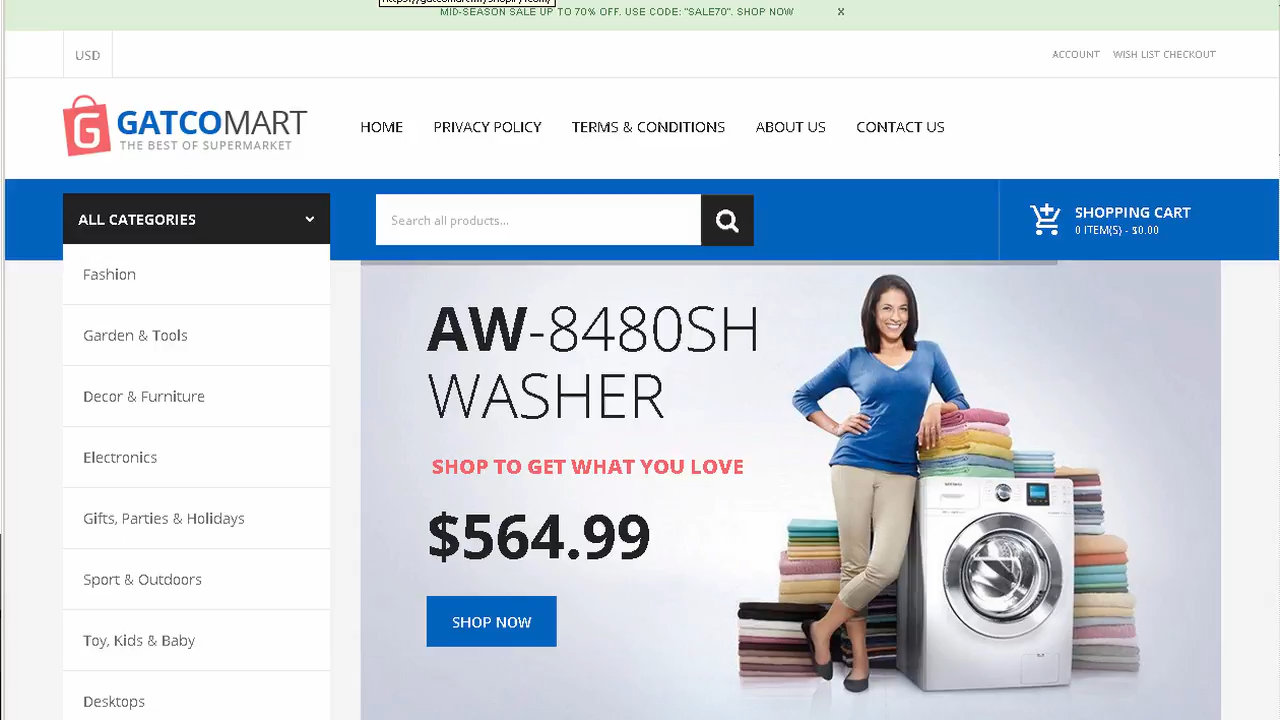 MID-SEASON SALE UP TO 70% OFF. USE CODE: "SALE70". SHOP NOW X
USD
ACCOUNT WISH LIST CHECKOUT
G GATCOMART
THE BEST OF SUPERMARKET
HOME PRIVACY POLICY TERMS & CONDITIONS ABOUT US CONTACT US
ALL CATEGORIES
Search all products...
SHOPPING CART
0 ITEM(S) - $0.00
Fashion
Garden & Tools
Decor & Furniture
Electronics
Gifts, Parties & Holidays
Sport & Outdoors
Toy, Kids & Baby
Desktops
AW-8480SH
WASHER
SHOP TO GET WHAT YOU LOVE
$564.99
SHOP NOW